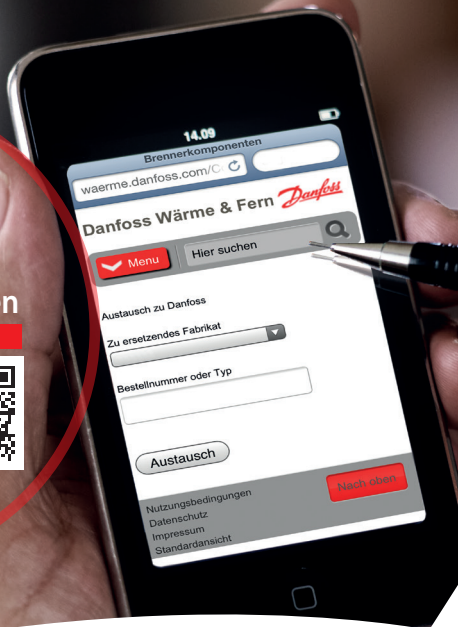 14.09
Brennerkomponenten
waerme.danfoss.com/C
Danfoss Wärme & Fern Danfoss
Menu
Hier suchen
Austausch zu Danfoss
Zu ersetzendes Fabrikat
Bestellnummer oder Typ
Austausch
Nutzungsbedingungen
Nach oben
Datenschutz
Impressum
Standardansicht
en